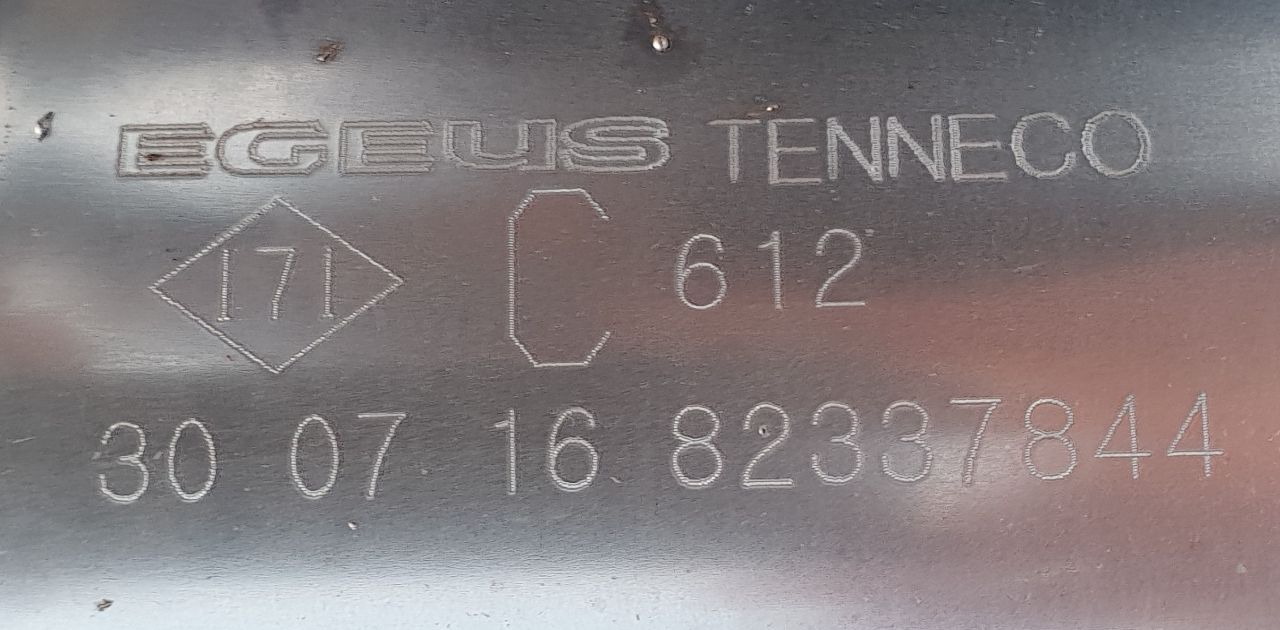 EGEUS TENNECO
171 C 612
30 07 16 82337844